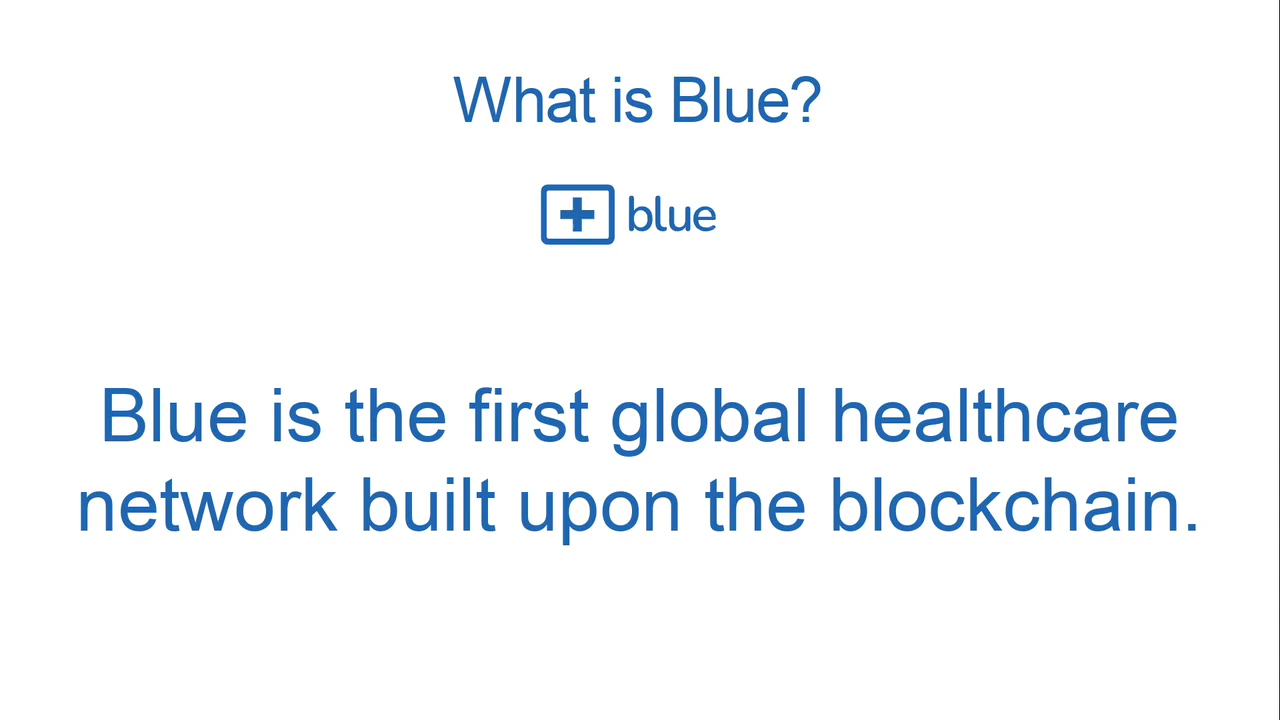 What is Blue?
blue
Blue is the first global healthcare
network built upon the blockchain.